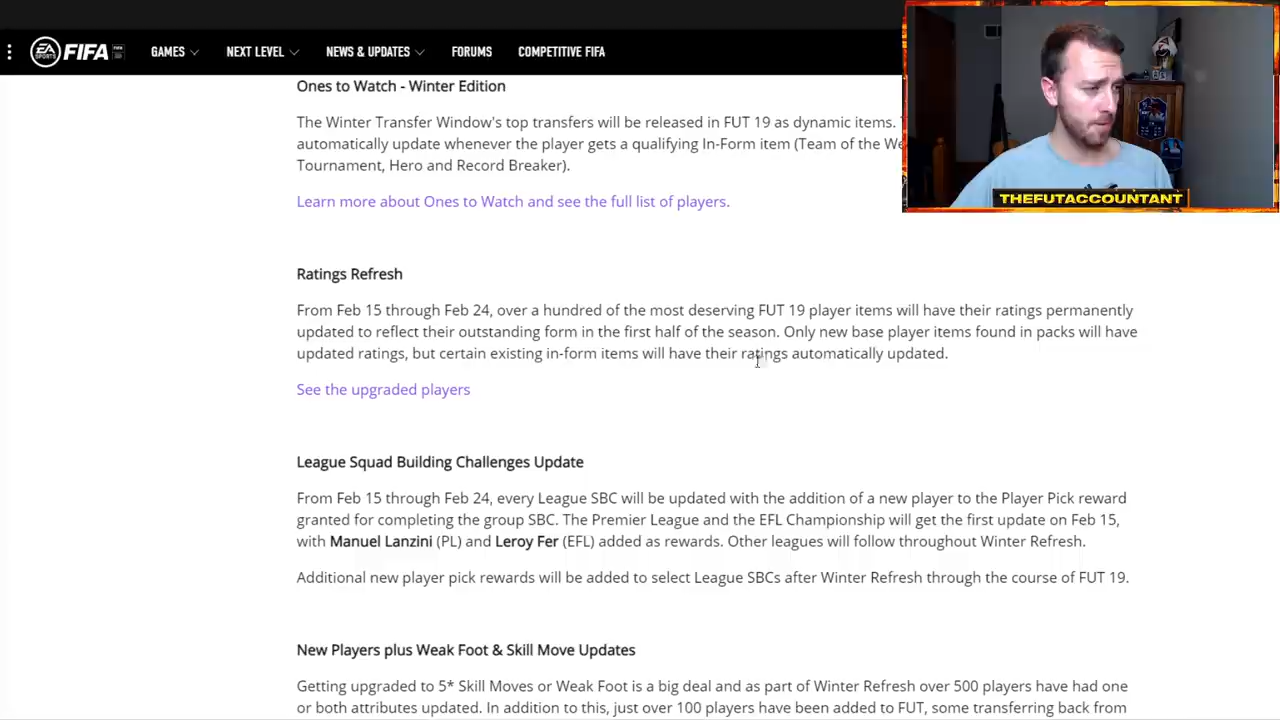 EA SPORTS FIFA GAMES NEXT LEVEL NEWS & UPDATES FORUMS COMPETITIVE FIFA
THEFUTACCOUNTANT
Ones to Watch - Winter Edition
The Winter Transfer Window's top transfers will be released in FUT 19 as dynamic items.
automatically update whenever the player gets a qualifying In-Form item (Team of the We
Tournament, Hero and Record Breaker).
Learn more about Ones to Watch and see the full list of players.
Ratings Refresh
From Feb 15 through Feb 24, over a hundred of the most deserving FUT 19 player items will have their ratings permanently
updated to reflect their outstanding form in the first half of the season. Only new base player items found in packs will have
updated ratings, but certain existing in-form items will have their ratings automatically updated.
See the upgraded players
League Squad Building Challenges Update
From Feb 15 through Feb 24, every League SBC will be updated with the addition of a new player to the Player Pick reward
granted for completing the group SBC. The Premier League and the EFL Championship will get the first update on Feb 15,
with Manuel Lanzini (PL) and Leroy Fer (EFL) added as rewards. Other leagues will follow throughout Winter Refresh.
Additional new player pick rewards will be added to select League SBCs after Winter Refresh through the course of FUT 19.
New Players plus Weak Foot & Skill Move Updates
Getting upgraded to 5* Skill Moves or Weak Foot is a big deal and as part of Winter Refresh over 500 players have had one
or both attributes updated. In addition to this, just over 100 players have been added to FUT, some transferring back from